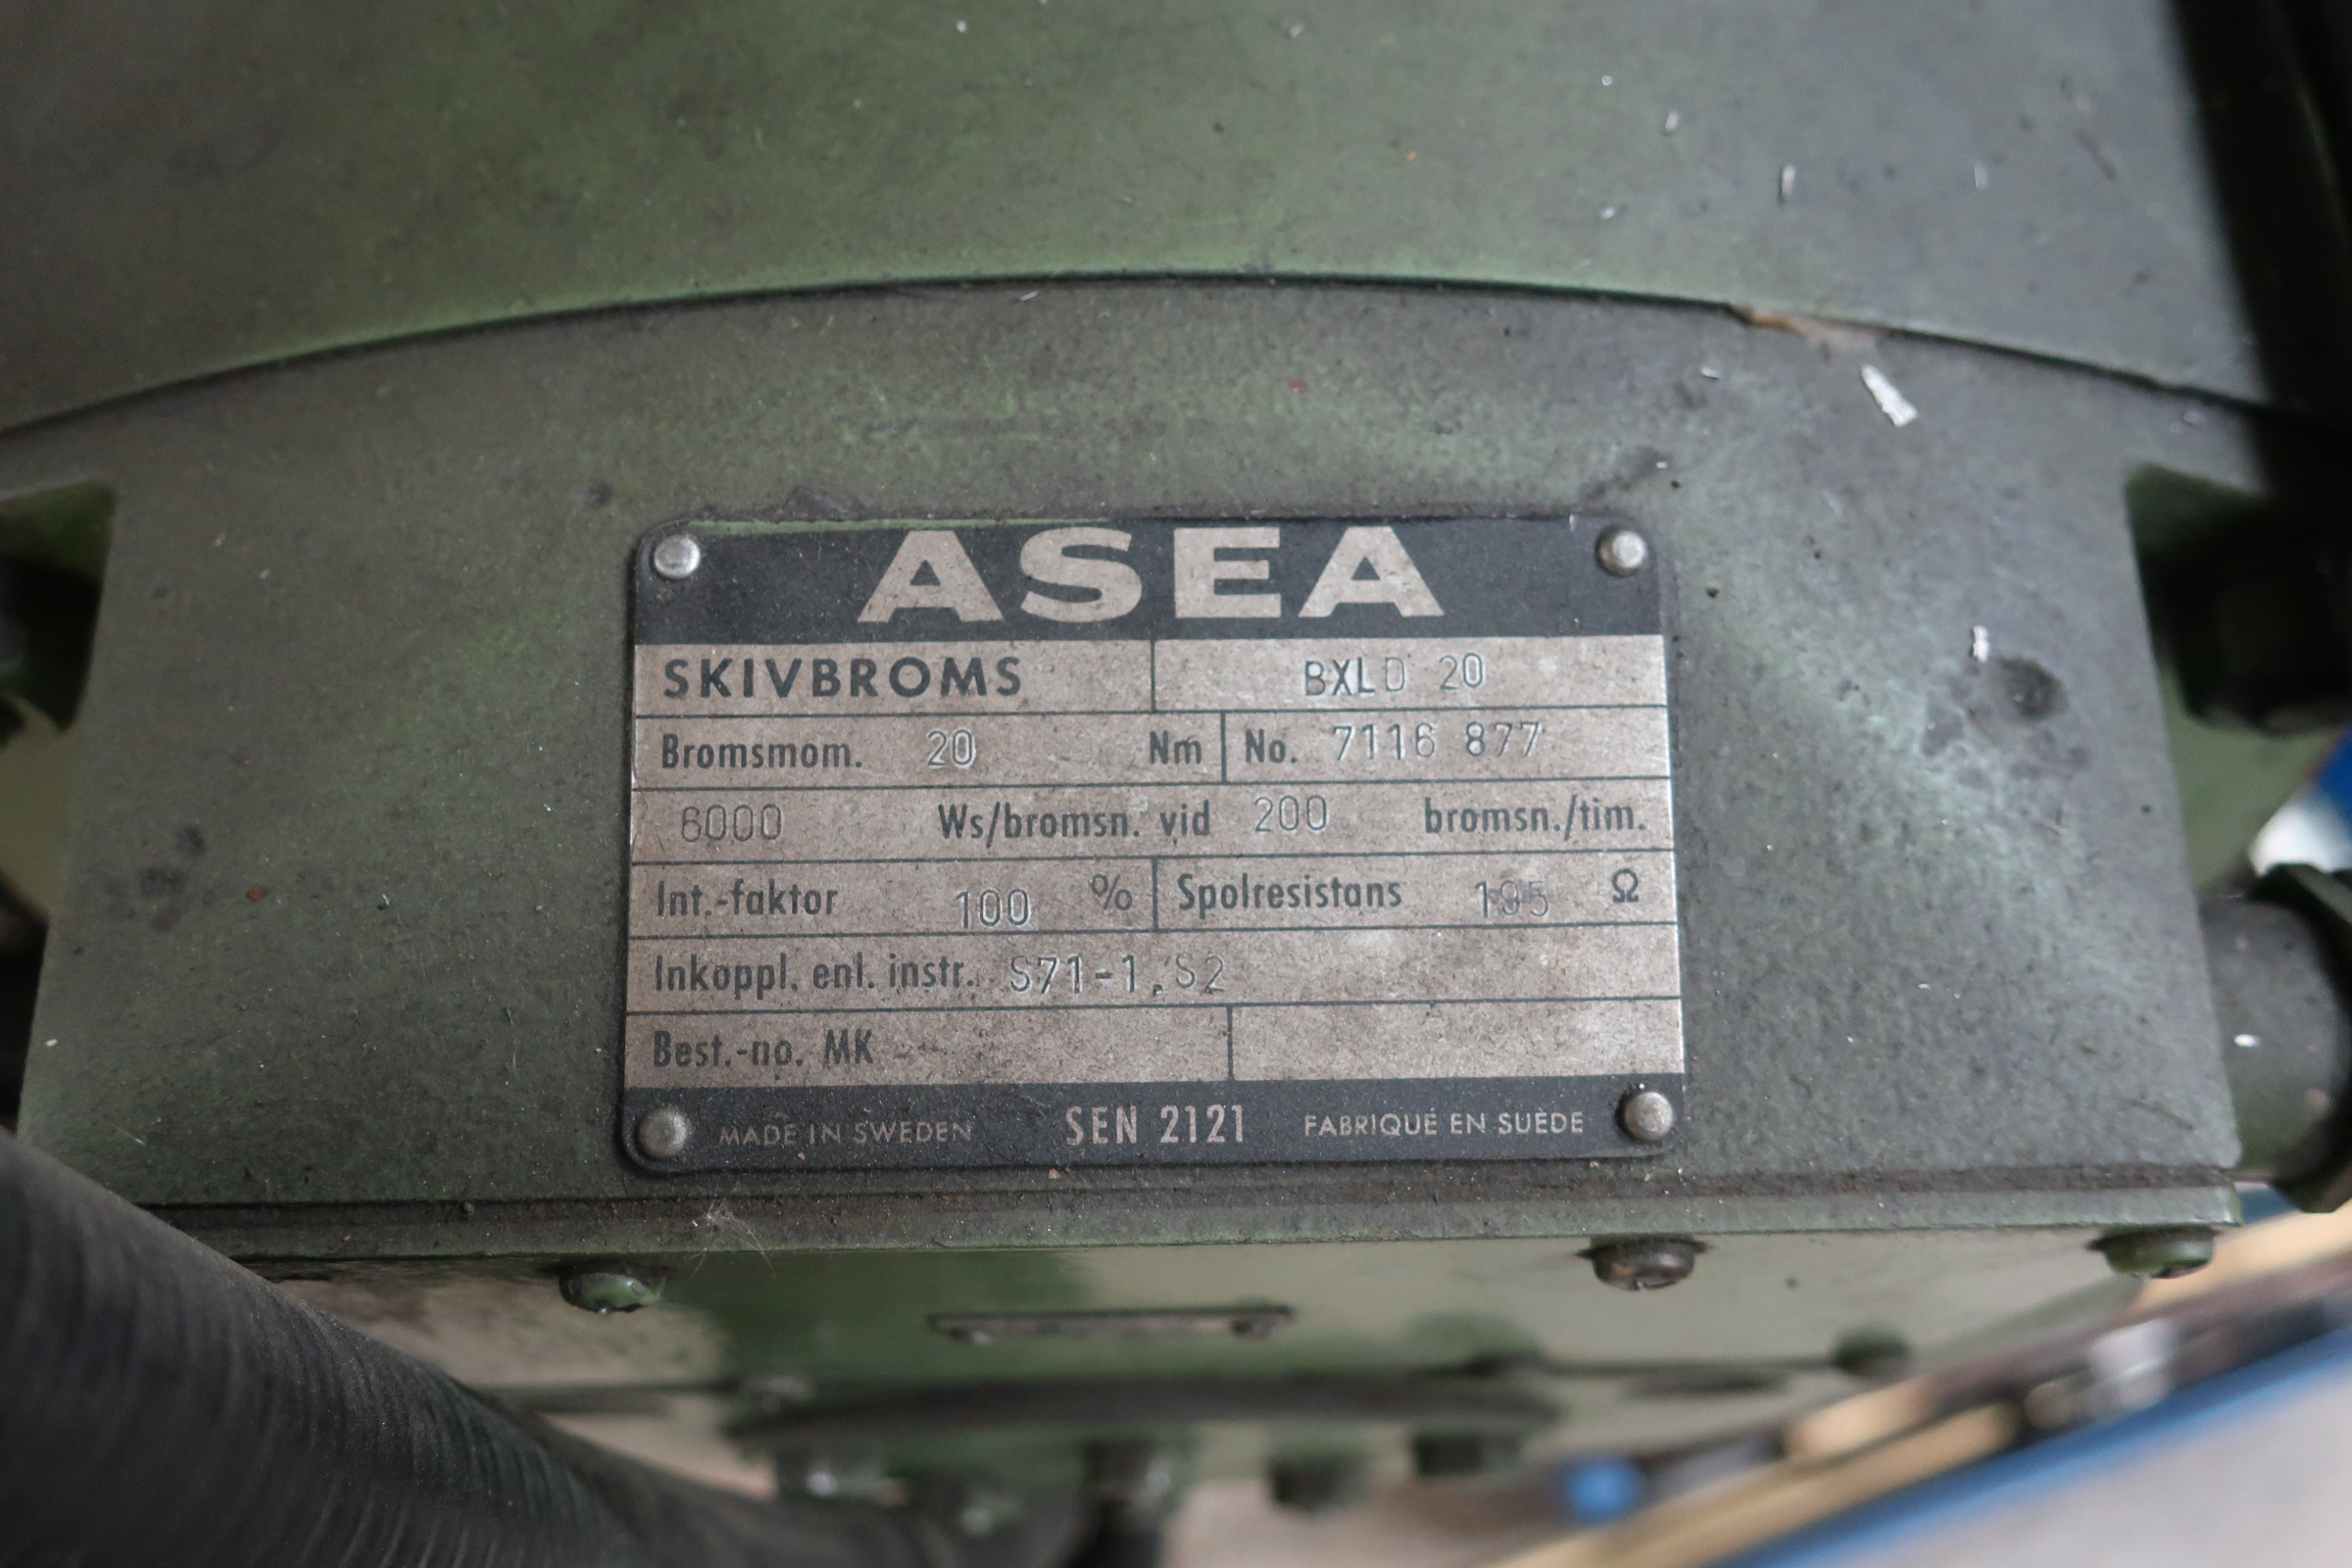 ASEA
SKIVBROMS BXLD 20
Bromsmom. 20 Nm No. 7116 877
6000 Ws/bromsn. vid 200 bromsn./tim.
Int.-faktor 100 % Spolresistans 195 Ω
Inkoppl. enl. instr. S71-1,S2
Best.-no. MK
MADE IN SWEDEN SEN 2121 FABRIQUÉ EN SUÈDE